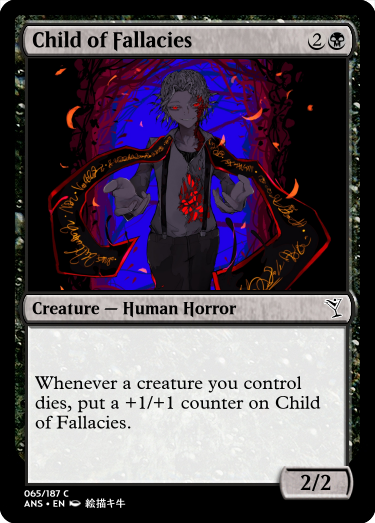 Child of Fallacies 2
Creature — Human Horror
Whenever a creature you control
dies, put a +1/+1 counter on Child
of Fallacies.
2/2
065/187 C
ANS • EN 絵描キ牛